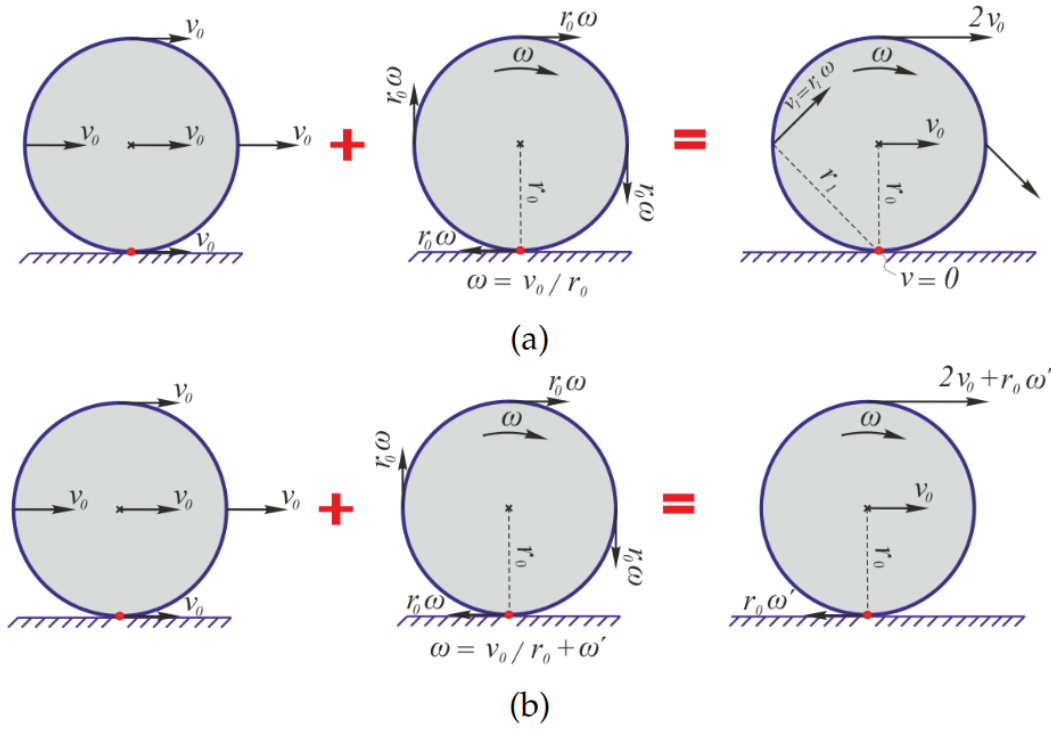 v₀
v₀ v₀ v₀
v₀
+
r₀ω
ω
r₀ω
r₀
r₀ω
r₀ω
ω = v₀ / r₀
=
2v₀
ω
v₁=r₁ω
v₀
r₁
r₀
v=0
(a)
v₀
v₀ v₀ v₀
v₀
+
r₀ω
ω
r₀ω
r₀
r₀ω
r₀ω
ω = v₀ / r₀ + ω′
=
2v₀ + r₀ω′
ω
v₀
r₀
r₀ω′
(b)